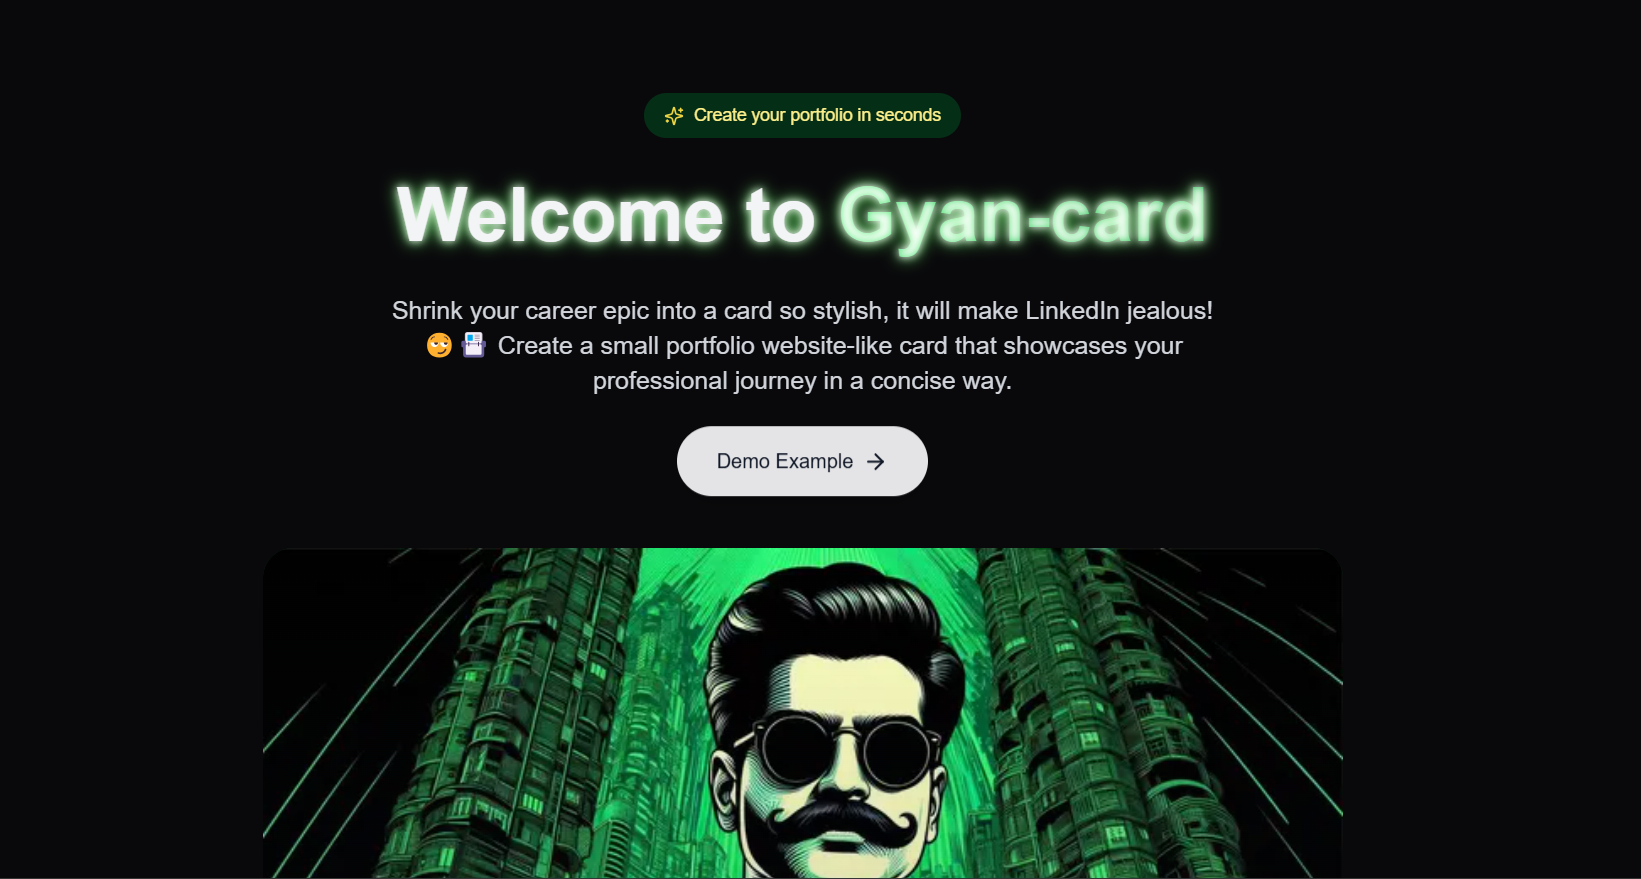 Create your portfolio in seconds
Welcome to Gyan-card
Shrink your career epic into a card so stylish, it will make LinkedIn jealous!
🙄📇 Create a small portfolio website-like card that showcases your
professional journey in a concise way.
Demo Example →